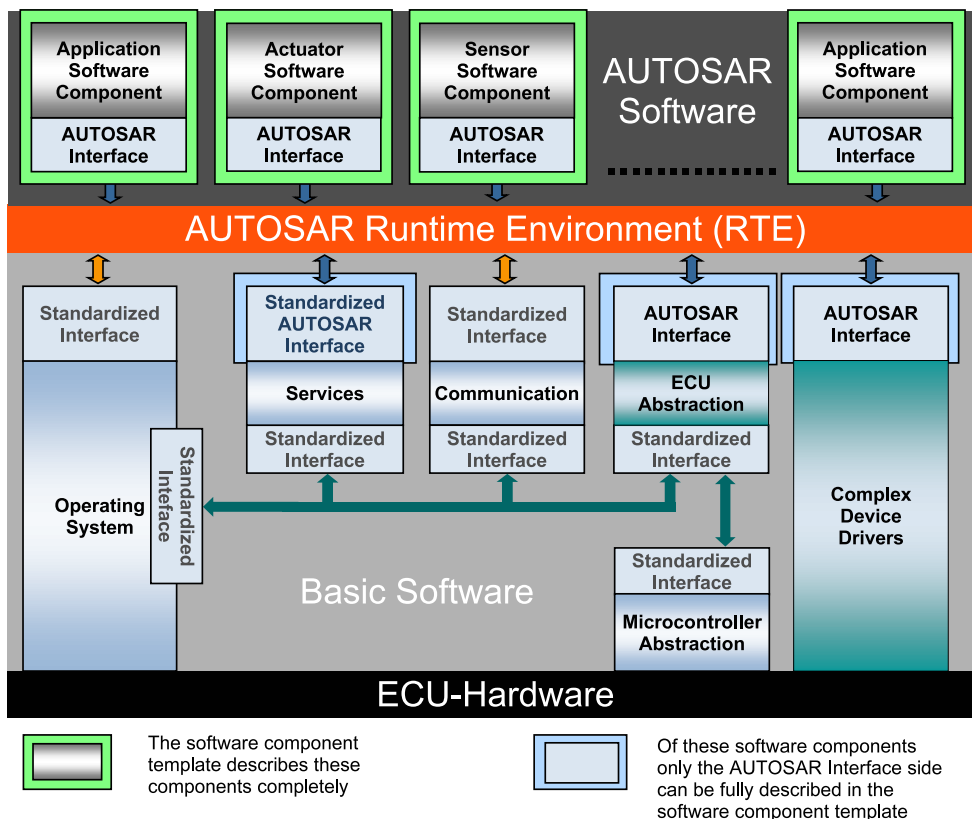 Application
Software
Component
AUTOSAR
Interface
Actuator
Software
Component
AUTOSAR
Interface
Sensor
Software
Component
AUTOSAR
Interface
AUTOSAR
Software
Application
Software
Component
AUTOSAR
Interface
AUTOSAR Runtime Environment (RTE)
Standardized
Interface
Operating
System
Standardized
Inteface
Standardized
AUTOSAR
Interface
Services
Standardized
Interface
Standardized
Interface
Communication
Standardized
Interface
AUTOSAR
Interface
ECU
Abstraction
Standardized
Interface
Standardized
Interface
Microcontroller
Abstraction
AUTOSAR
Interface
Complex
Device
Drivers
Basic Software
ECU-Hardware
The software component
template describes these
components completely
Of these software components
only the AUTOSAR Interface side
can be fully described in the
software component template